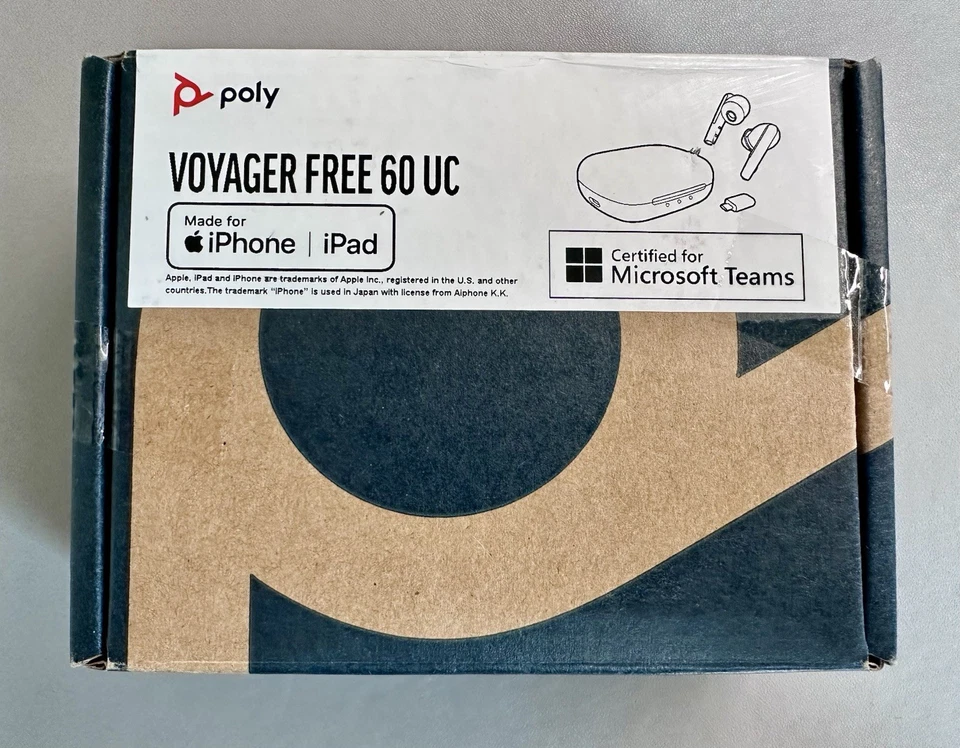 poly
VOYAGER FREE 60 UC
Made for
iPhone | iPad
Apple, iPad and iPhone are trademarks of Apple Inc., registered in the U.S. and other
countries.The trademark "iPhone" is used in Japan with license from Aiphone K.K.
Certified for
Microsoft Teams